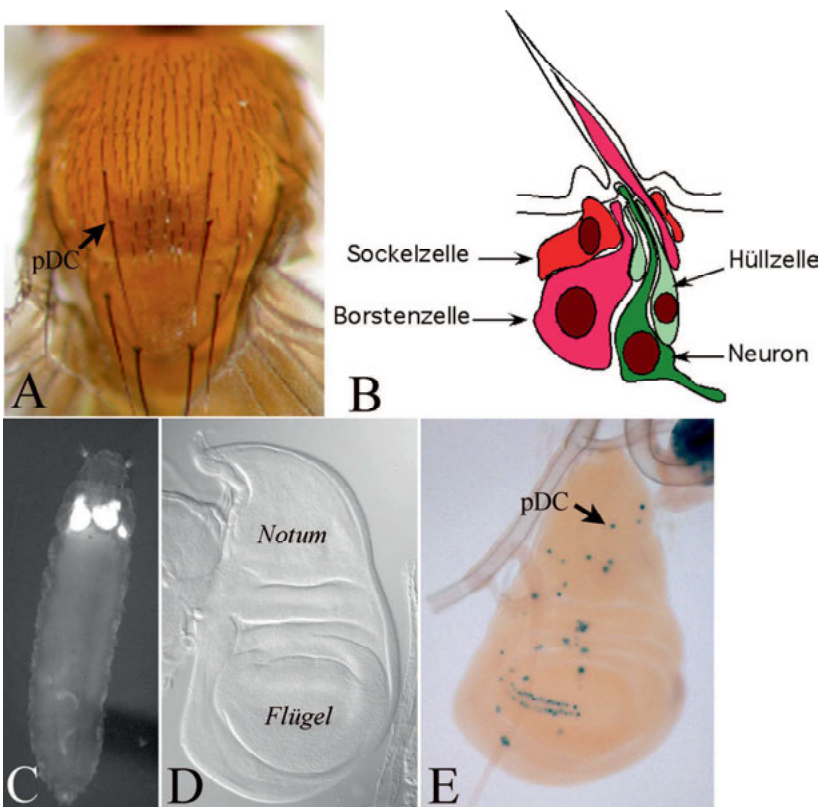 pDC
A
Sockelzelle
Borstenzelle
Hüllzelle
Neuron
B
C
Notum
Flügel
D
pDC
E